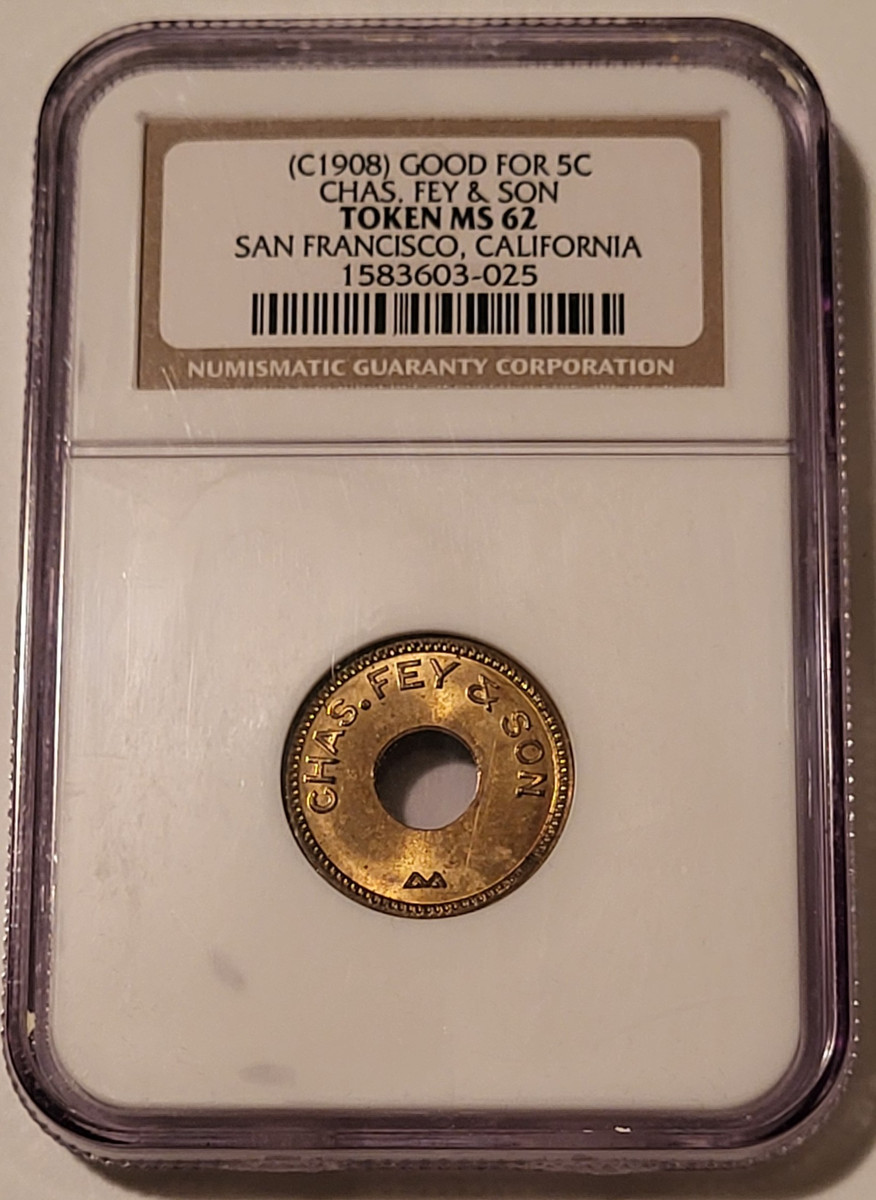 (C1908) GOOD FOR 5C
CHAS. FEY & SON
TOKEN MS 62
SAN FRANCISCO, CALIFORNIA
1583603-025
NUMISMATIC GUARANTY CORPORATION
CHAS. FEY & SON